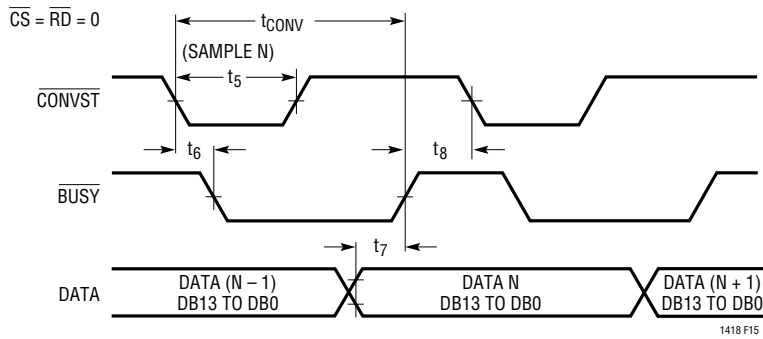 CS = RD = 0
tCONV
(SAMPLE N)
t5
CONVST
t6
t8
BUSY
t7
DATA
DATA (N – 1)
DB13 TO DB0
DATA N
DB13 TO DB0
DATA (N + 1)
DB13 TO DB0
1418 F15